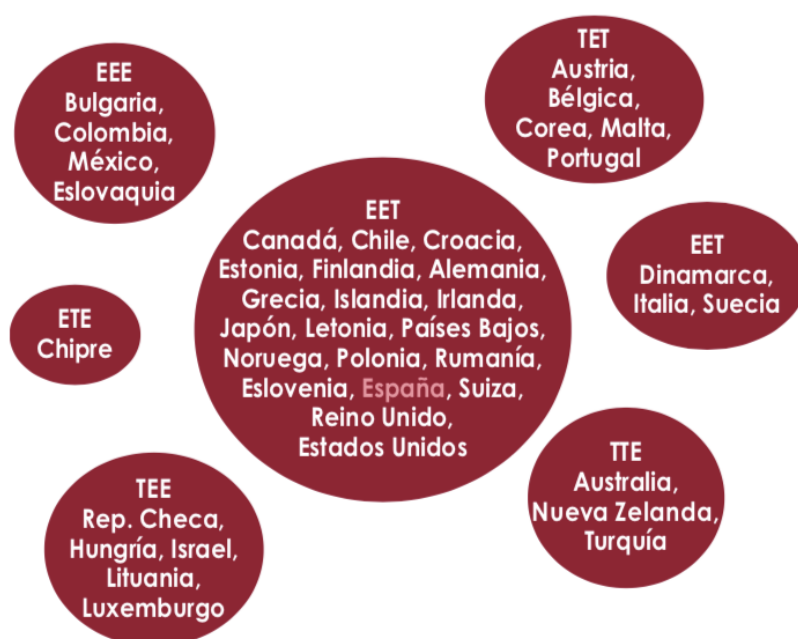 EEE
Bulgaria,
Colombia,
México,
Eslovaquia
TET
Austria,
Bélgica,
Corea, Malta,
Portugal
EET
Canadá, Chile, Croacia,
Estonia, Finlandia, Alemania,
Grecia, Islandia, Irlanda,
Japón, Letonia, Países Bajos,
Noruega, Polonia, Rumanía,
Eslovenia, España, Suiza,
Reino Unido,
Estados Unidos
EET
Dinamarca,
Italia, Suecia
ETE
Chipre
TEE
Rep. Checa,
Hungría, Israel,
Lituania,
Luxemburgo
TTE
Australia,
Nueva Zelanda,
Turquía